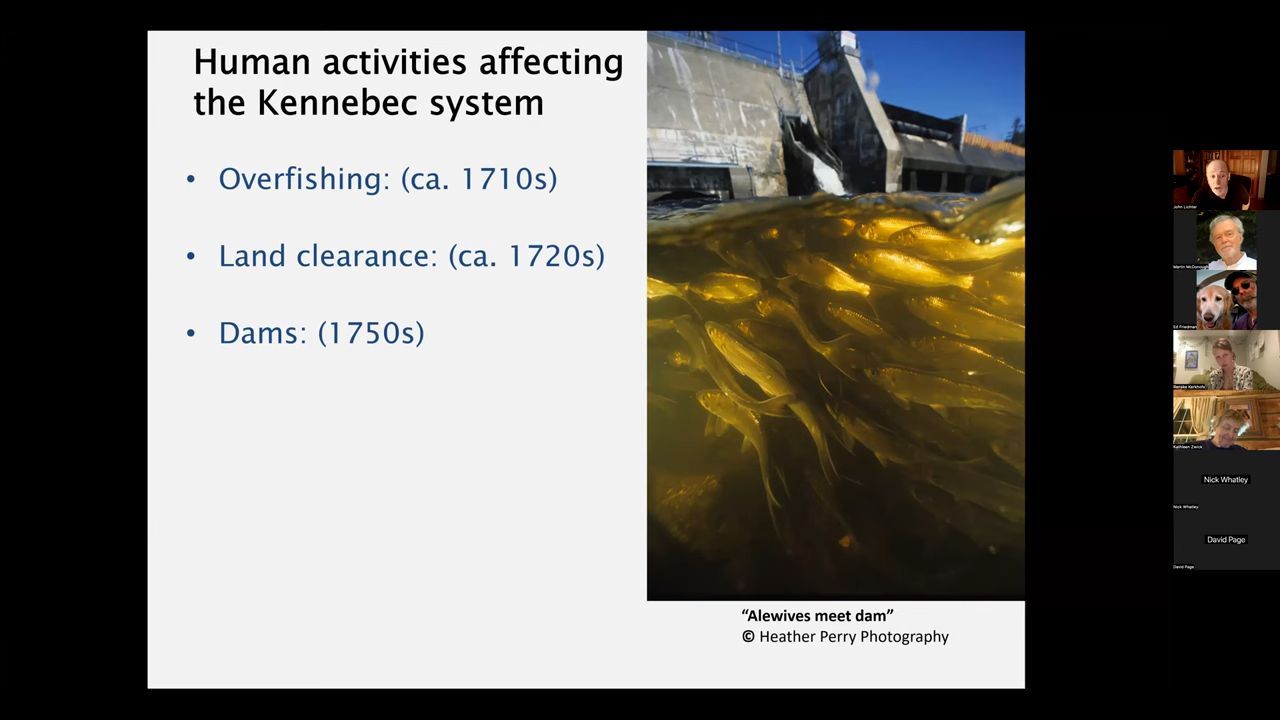 Human activities affecting
the Kennebec system
• Overfishing: (ca. 1710s)
• Land clearance: (ca. 1720s)
• Dams: (1750s)
“Alewives meet dam”
© Heather Perry Photography
John Lichter
Martin McDonough
Ed Friedman
Kathleen Zwick
Nick Whatley
Nick Whatley
David Page
David Page